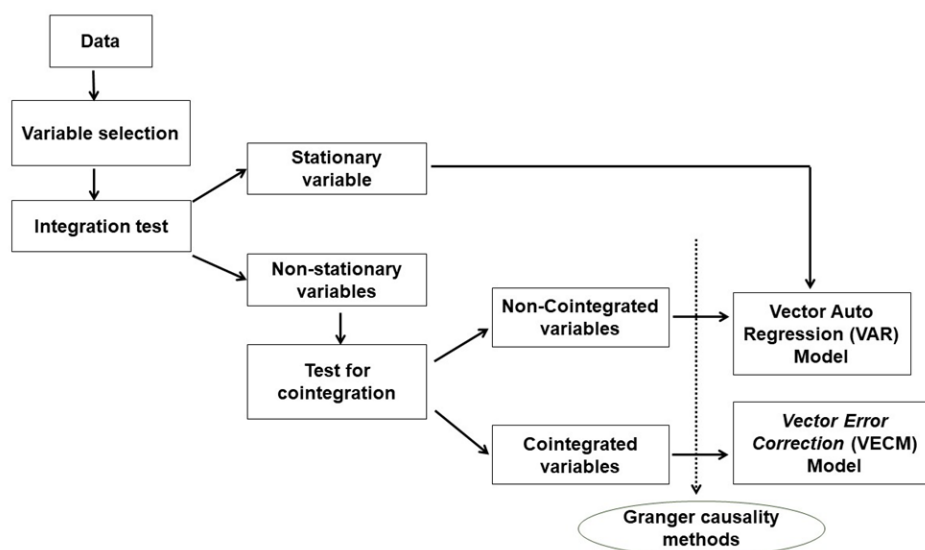 Data
Variable selection
Integration test
Stationary
variable
Non-stationary
variables
Test for
cointegration
Non-Cointegrated
variables
Cointegrated
variables
Vector Auto
Regression (VAR)
Model
Vector Error
Correction (VECM)
Model
Granger causality
methods